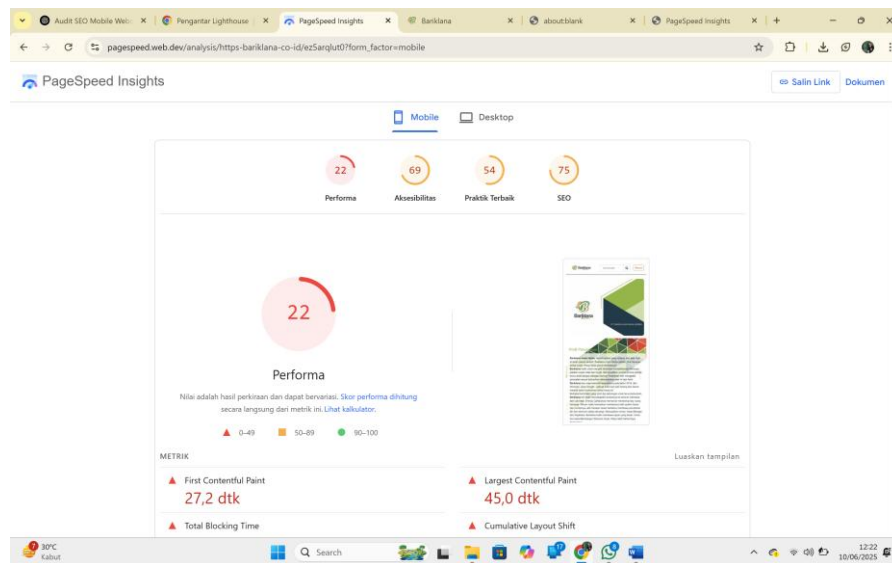 Audit SEO Mobile Web
Pengantar Lighthouse
PageSpeed Insights
Bariklana
about:blank
PageSpeed Insights
pagespeed.web.dev/analysis/https-bariklana-co-id/ez5arqlut0?form_factor=mobile
PageSpeed Insights
Salin Link
Dokumen
Mobile
Desktop
22
69
54
75
Performa
Aksesibilitas
Praktik Terbaik
SEO
22
Performa
Nilai adalah hasil perkiraan dan dapat bervariasi. Skor performa dihitung
secara langsung dari metrik ini. Lihat kalkulator.
0–49
50–89
90–100
METRIK
Luaskan tampilan
First Contentful Paint
27,2 dtk
Largest Contentful Paint
45,0 dtk
Total Blocking Time
Cumulative Layout Shift
30°C
Kabut
Search
12:22
10/06/2025